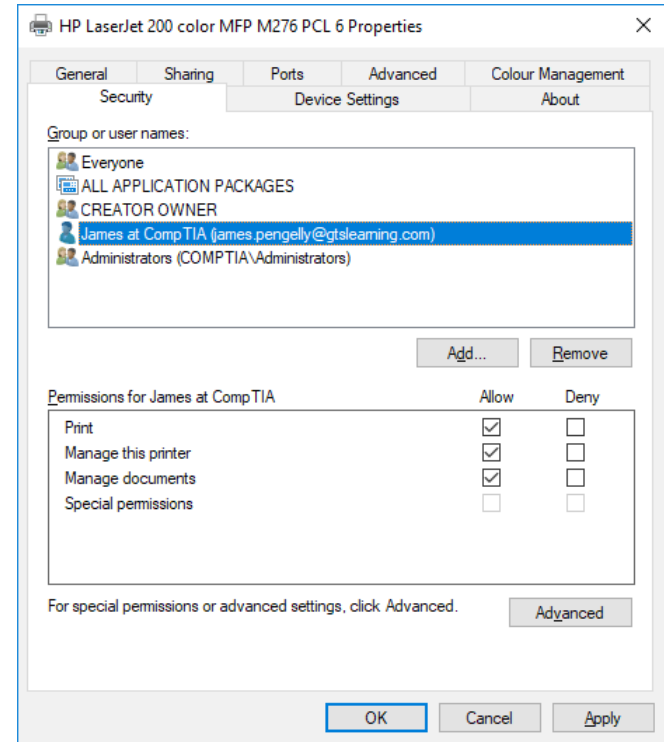 HP LaserJet 200 color MFP M276 PCL 6 Properties
General Sharing Ports Advanced Colour Management
Security Device Settings About
Group or user names:
Everyone
ALL APPLICATION PACKAGES
CREATOR OWNER
James at CompTIA (james.pengelly@gtslearning.com)
Administrators (COMPTIA\Administrators)
Add... Remove
Permissions for James at CompTIA Allow Deny
Print
Manage this printer
Manage documents
Special permissions
For special permissions or advanced settings, click Advanced.
Advanced
OK Cancel Apply